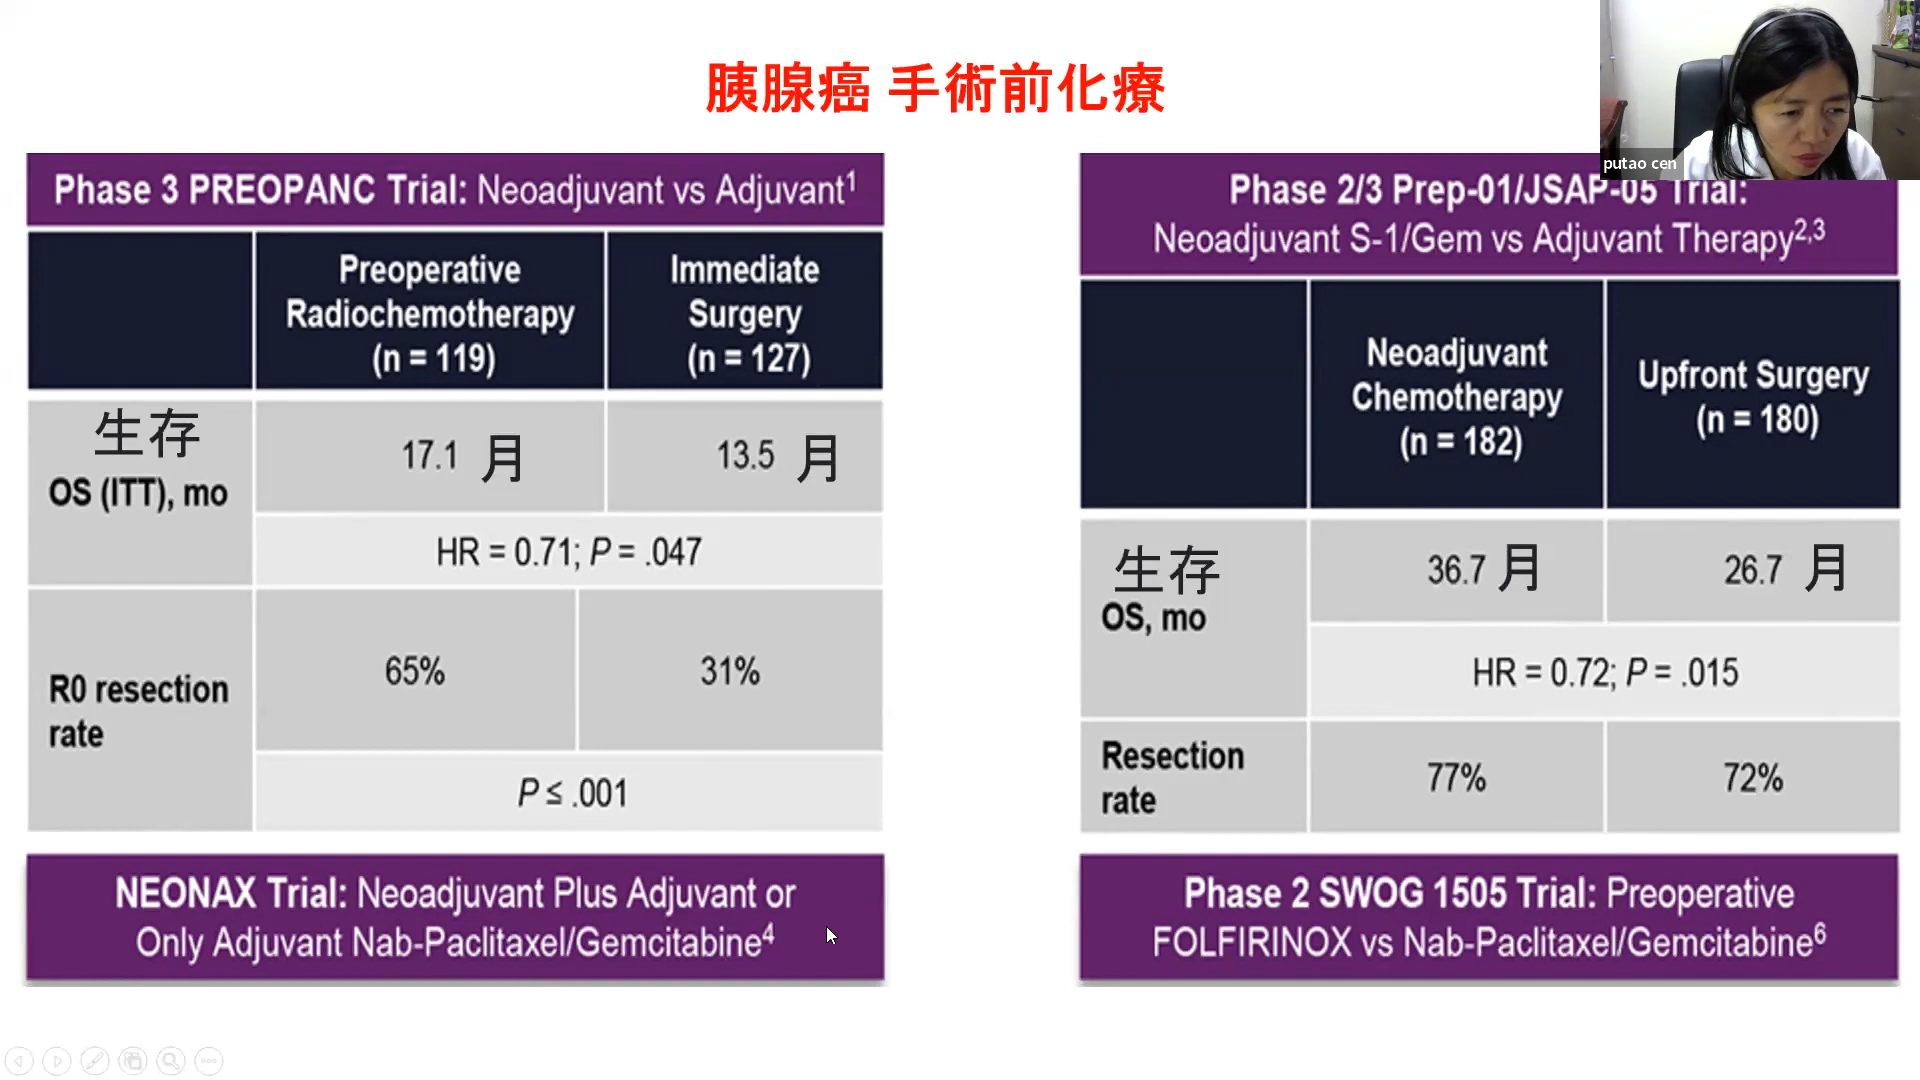 胰腺癌 手術前化療
putao cen
Phase 3 PREOPANC Trial: Neoadjuvant vs Adjuvant¹
Preoperative
Radiochemotherapy
(n = 119)
Immediate
Surgery
(n = 127)
生存
OS (ITT), mo
17.1 月
13.5 月
HR = 0.71; P = .047
R0 resection
rate
65%
31%
P ≤ .001
NEONAX Trial: Neoadjuvant Plus Adjuvant or
Only Adjuvant Nab-Paclitaxel/Gemcitabine⁴
Phase 2/3 Prep-01/JSAP-05 Trial:
Neoadjuvant S-1/Gem vs Adjuvant Therapy²,³
Neoadjuvant
Chemotherapy
(n = 182)
Upfront Surgery
(n = 180)
生存
OS, mo
36.7 月
26.7 月
HR = 0.72; P = .015
Resection
rate
77%
72%
Phase 2 SWOG 1505 Trial: Preoperative
FOLFIRINOX vs Nab-Paclitaxel/Gemcitabine⁶